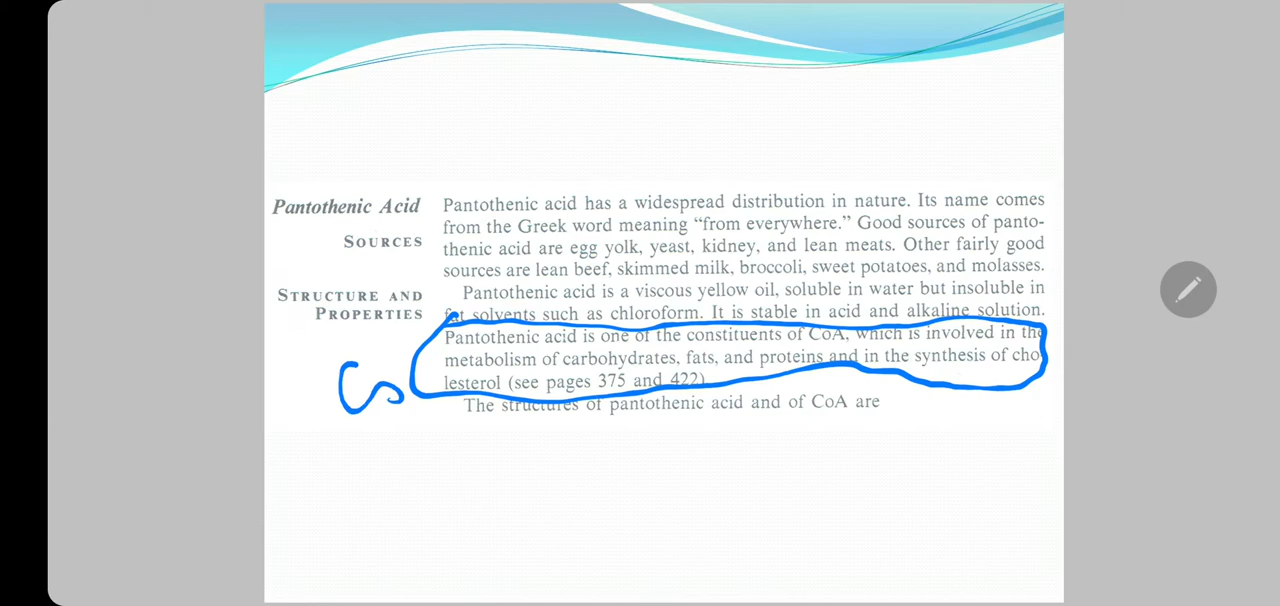 Pantothenic Acid
Pantothenic acid has a widespread distribution in nature. Its name comes
from the Greek word meaning “from everywhere.” Good sources of panto-
SOURCES
thenic acid are egg yolk, yeast, kidney, and lean meats. Other fairly good
sources are lean beef, skimmed milk, broccoli, sweet potatoes, and molasses.
STRUCTURE AND
PROPERTIES
Pantothenic acid is a viscous yellow oil, soluble in water but insoluble in
fat solvents such as chloroform. It is stable in acid and alkaline solution.
Pantothenic acid is one of the constituents of CoA, which is involved in the
metabolism of carbohydrates, fats, and proteins and in the synthesis of cho
lesterol (see pages 375 and 422)
The structures of pantothenic acid and of CoA are